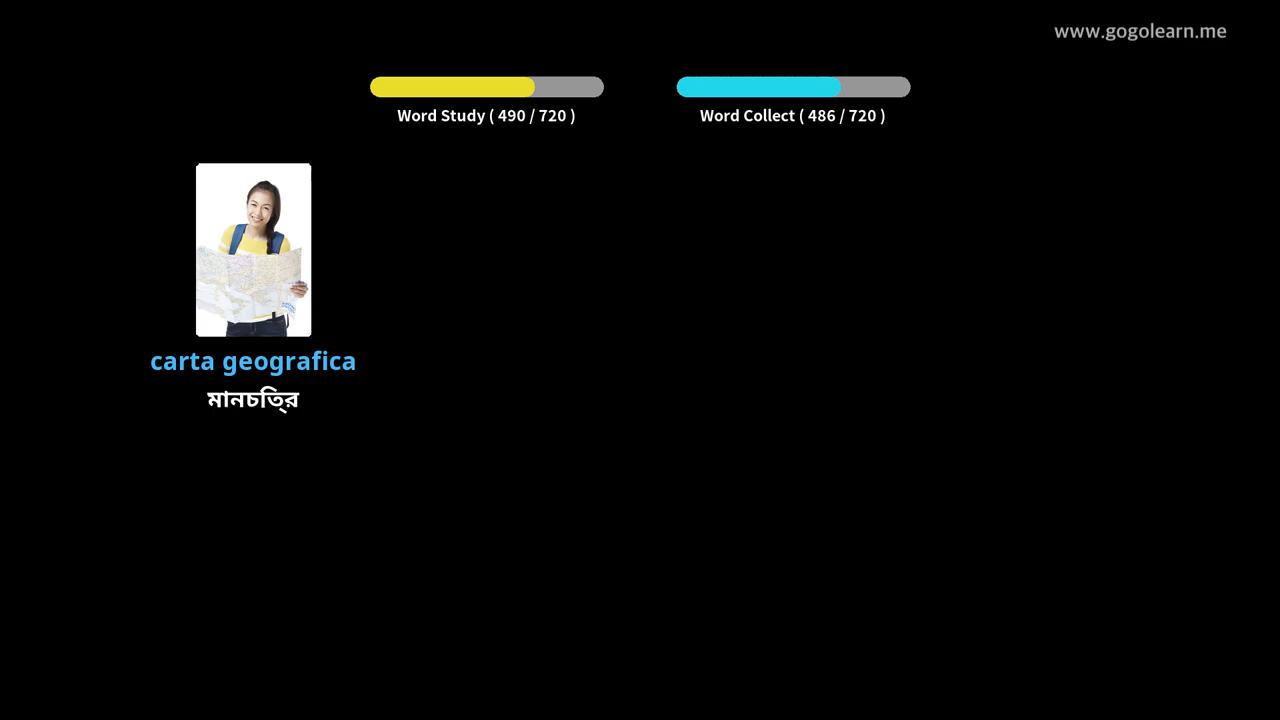 www.gogolearn.me
Word Study ( 490 / 720 )
Word Collect ( 486 / 720 )
carta geografica
মানচিত্র